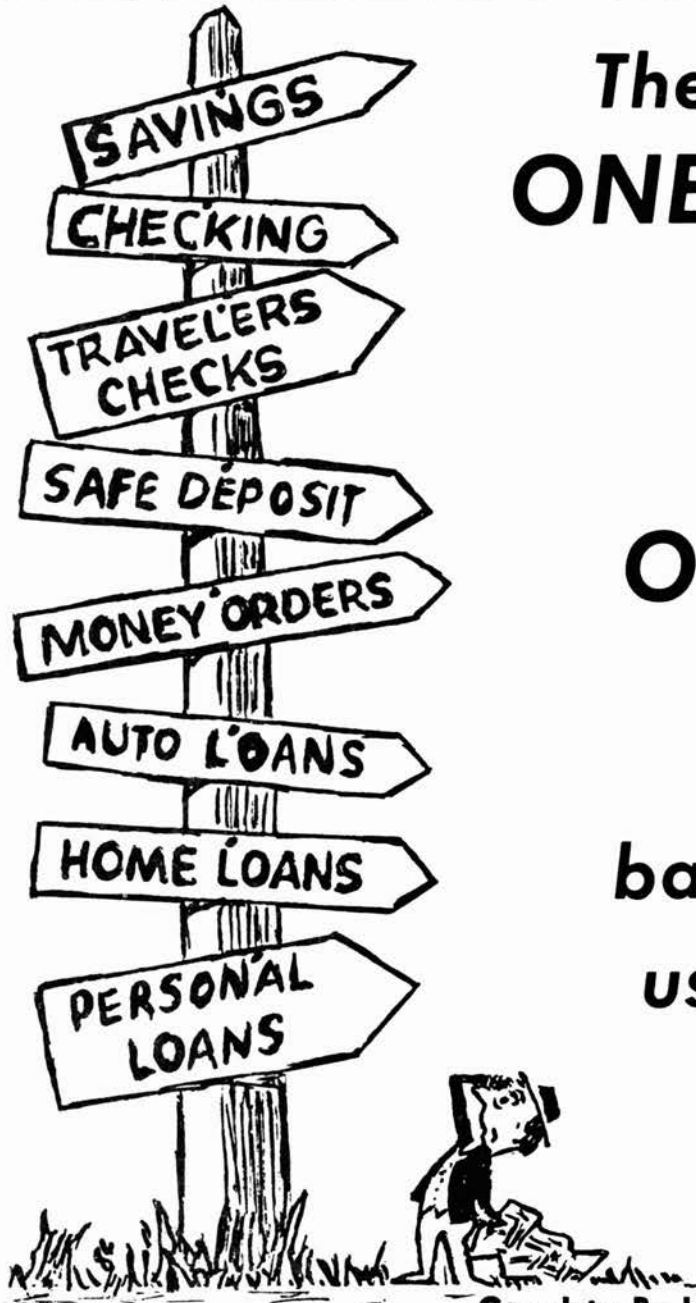 SAVINGS
CHECKING
TRAVELERS
CHECKS
SAFE DEPOSIT
MONEY ORDERS
AUTO LOANS
HOME LOANS
PERSONAL
LOANS
The
ONE
O
ba
us